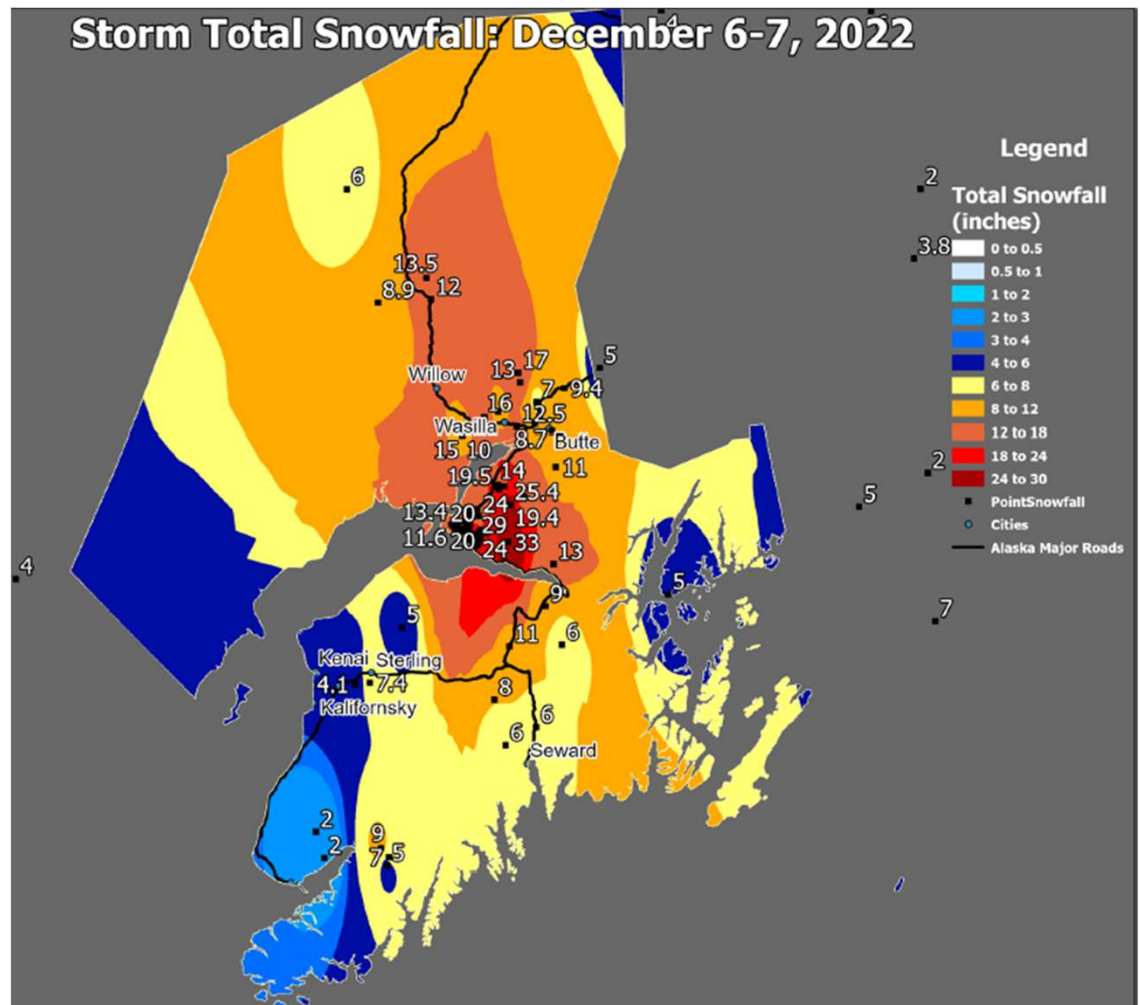 Storm Total Snowfall: December 6-7, 2022
4
Legend
Total Snowfall
(inches)
0 to 0.5
0.5 to 1
1 to 2
2 to 3
3 to 4
4 to 6
6 to 8
8 to 12
12 to 18
18 to 24
24 to 30
PointSnowfall
Cities
Alaska Major Roads
2
6
3.8
13.5
8.9
12
5
17
13
Willow
7
9.4
16
12.5
Wasilla
8.7
Butte
15
10
14
11
19.5
2
25.4
5
13.4
20
24
19.4
29
11.6
20
33
24
13
4
5
9
7
5
11
6
Kenai
Sterling
4.1
7.4
8
Kalifornsky
6
6
Seward
2
9
2
7
5